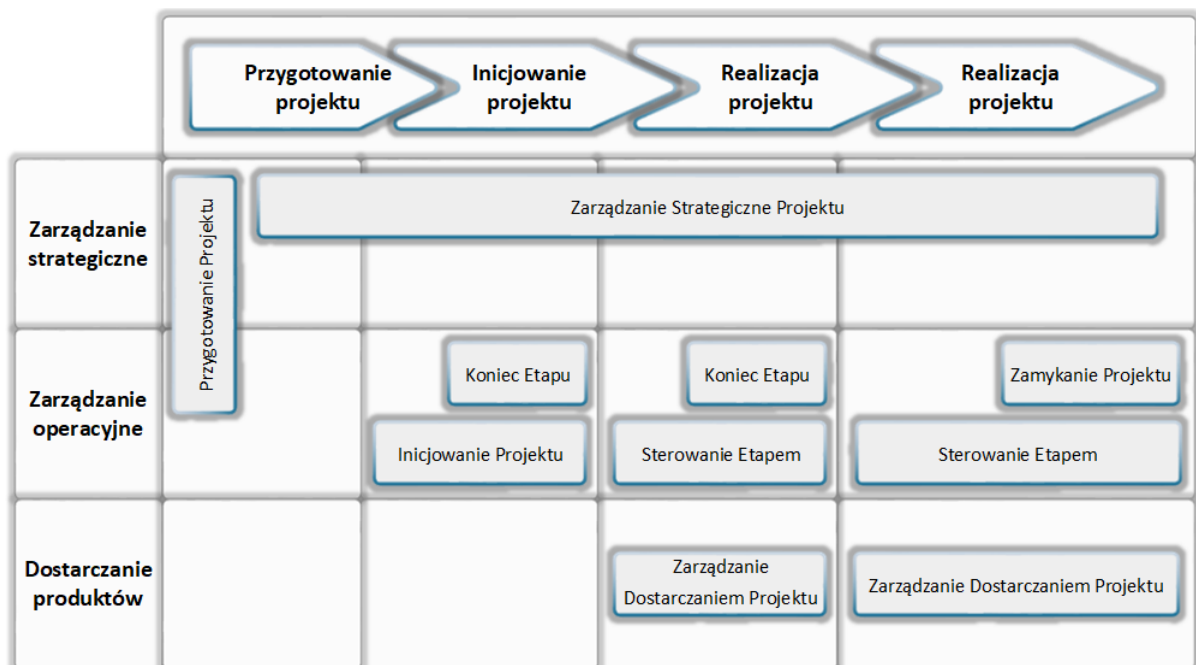 Przygotowanie
projektu
Inicjowanie
projektu
Realizacja
projektu
Realizacja
projektu
Zarządzanie
strategiczne
Przygotowanie Projektu
Zarządzanie Strategiczne Projektu
Zarządzanie
operacyjne
Koniec Etapu
Koniec Etapu
Zamykanie Projektu
Inicjowanie Projektu
Sterowanie Etapem
Sterowanie Etapem
Dostarczanie
produktów
Zarządzanie
Dostarczaniem Projektu
Zarządzanie Dostarczaniem Projektu